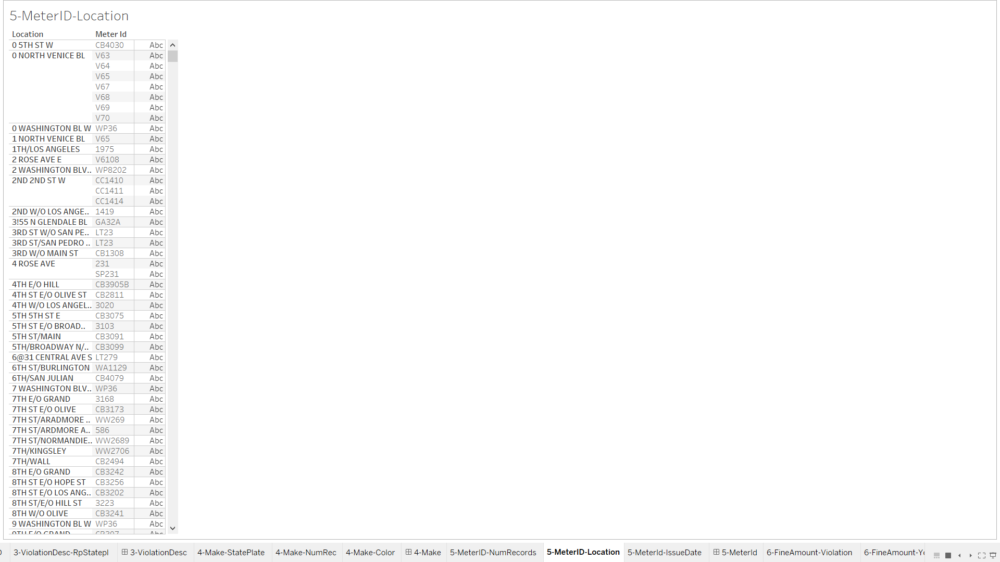 5-MeterID-Location
Location Meter Id
0 5TH ST W CB4030 Abc
0 NORTH VENICE BL V63 Abc
V64 Abc
V65 Abc
V67 Abc
V68 Abc
V69 Abc
V70 Abc
0 WASHINGTON BL W WP36 Abc
1 NORTH VENICE BL V65 Abc
1TH/LOS ANGELES 1975 Abc
2 ROSE AVE E V6108 Abc
2 WASHINGTON BLV.. WP8202 Abc
2ND 2ND ST W CC1410 Abc
CC1411 Abc
CC1414 Abc
2ND W/O LOS ANGE.. 1419 Abc
3!55 N GLENDALE BL GA32A Abc
3RD ST W/O SAN PE.. LT23 Abc
3RD ST/SAN PEDRO .. LT23 Abc
3RD W/O MAIN ST CB1308 Abc
4 ROSE AVE 231 Abc
SP231 Abc
4TH E/O HILL CB3905B Abc
4TH ST E/O OLIVE ST CB2811 Abc
4TH W/O LOS ANGEL.. 3020 Abc
5TH 5TH ST E CB3075 Abc
5TH ST E/O BROAD.. 3103 Abc
5TH ST/MAIN CB3091 Abc
5TH/BROADWAY N/.. CB3099 Abc
6@31 CENTRAL AVE S LT279 Abc
6TH ST/BURLINGTON WA1129 Abc
6TH/SAN JULIAN CB4079 Abc
7 WASHINGTON BLV.. WP36 Abc
7TH E/O GRAND 3168 Abc
7TH ST E/O OLIVE CB3173 Abc
7TH ST/ARADMORE .. WW269 Abc
7TH ST/ARDMORE A.. 586 Abc
7TH ST/NORMANDIE.. WW2689 Abc
7TH/KINGSLEY WW2706 Abc
7TH/WALL CB2494 Abc
8TH E/O GRAND CB3242 Abc
8TH ST E/O HOPE ST CB3256 Abc
8TH ST E/O LOS ANG.. CB3202 Abc
8TH ST/E/O HILL ST 3223 Abc
8TH W/O OLIVE CB3241 Abc
9 WASHINGTON BL W WP36 Abc
9TH E/O GRAND CB307 Abc
3-ViolationDesc-RpStatepl 3-ViolationDesc 4-Make-StatePlate 4-Make-NumRec 4-Make-Color 4-Make 5-MeterID-NumRecords 5-MeterID-Location 5-MeterId-IssueDate 5-MeterId 6-FineAmount-Violation 6-FineAmount-Ye